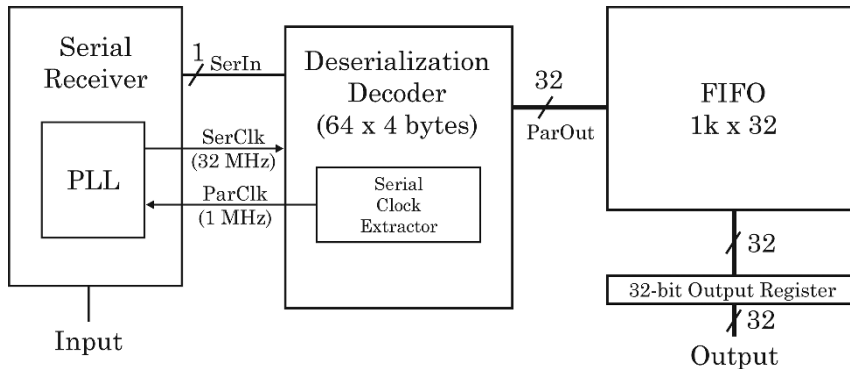 Serial
Receiver
1
SerIn
PLL
SerClk
(32 MHz)
ParClk
(1 MHz)
Input
Deserialization
Decoder
(64 x 4 bytes)
Serial
Clock
Extractor
32
ParOut
FIFO
1k x 32
32
32-bit Output Register
32
Output